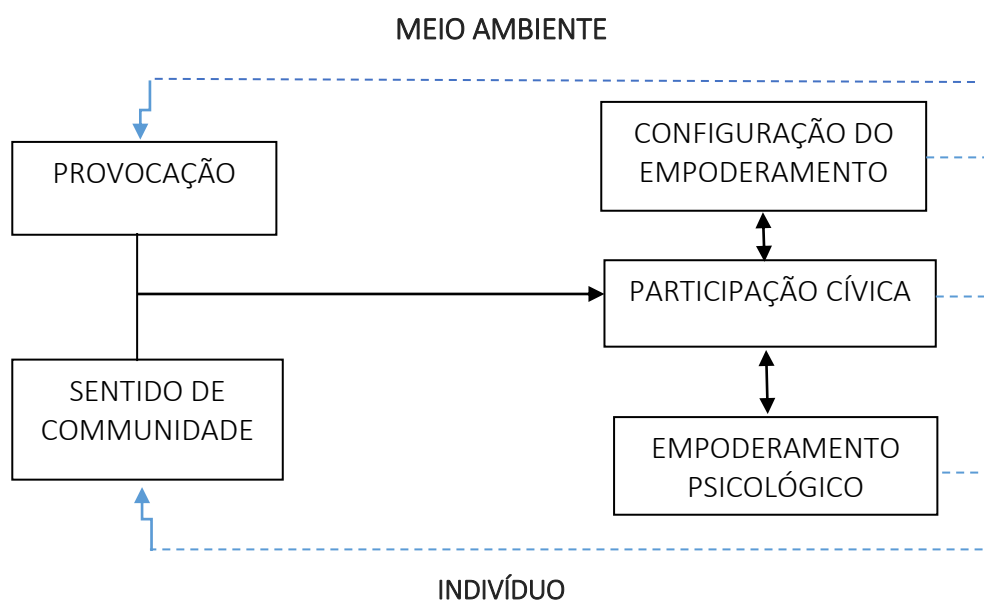 MEIO AMBIENTE
PROVOCAÇÃO
CONFIGURAÇÃO DO
EMPODERAMENTO
PARTICIPAÇÃO CÍVICA
SENTIDO DE
COMMUNIDADE
EMPODERAMENTO
PSICOLÓGICO
INDIVÍDUO